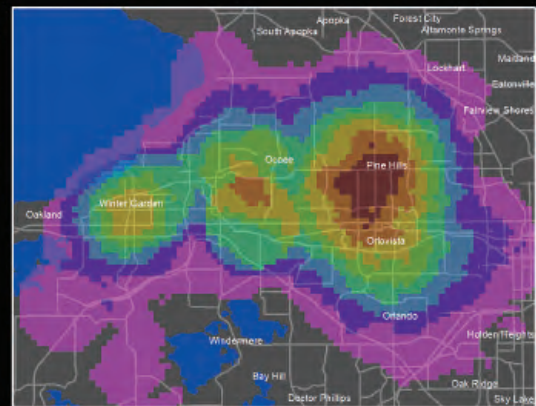 Apopka
Forest City
South Apopka
Altamonte Springs
Maitland
Lockhart
Eatonville
Fairview Shores
Ocoee
Pine Hills
Oakland
Winter Garden
Orlovista
Orlando
Holden Heights
Windermere
Bay Hill
Oak Ridge
Doctor Phillips
Sky Lake